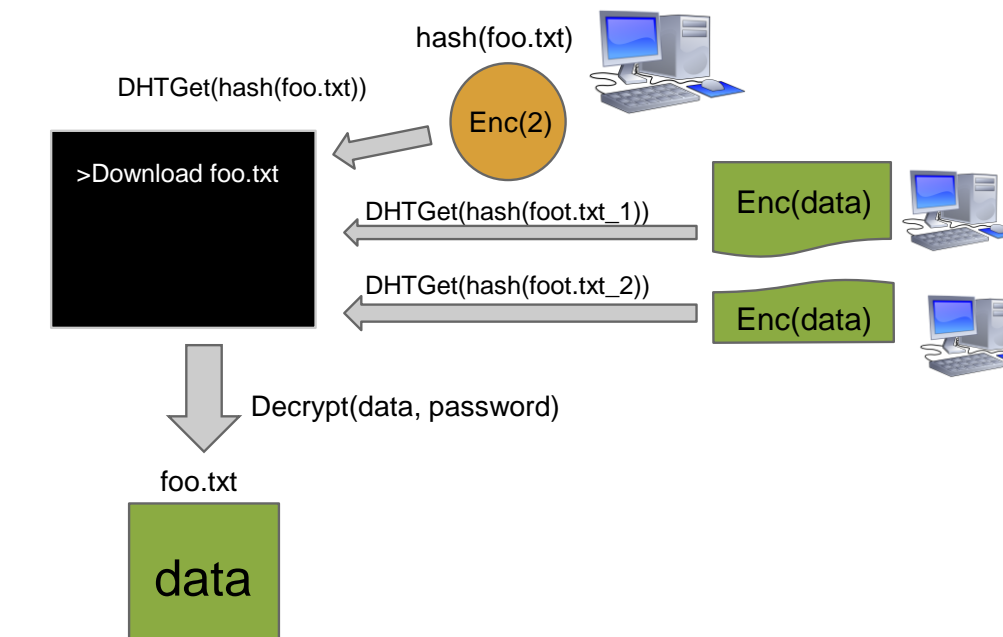 hash(foo.txt)
DHTGet(hash(foo.txt))
Enc(2)
>Download foo.txt
DHTGet(hash(foot.txt_1))
Enc(data)
DHTGet(hash(foot.txt_2))
Enc(data)
Decrypt(data, password)
foo.txt
data